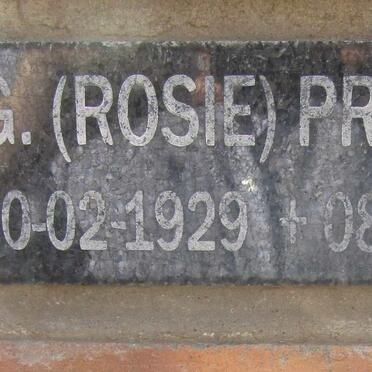 G. (ROSIE) PR
0-02-1929 + 08